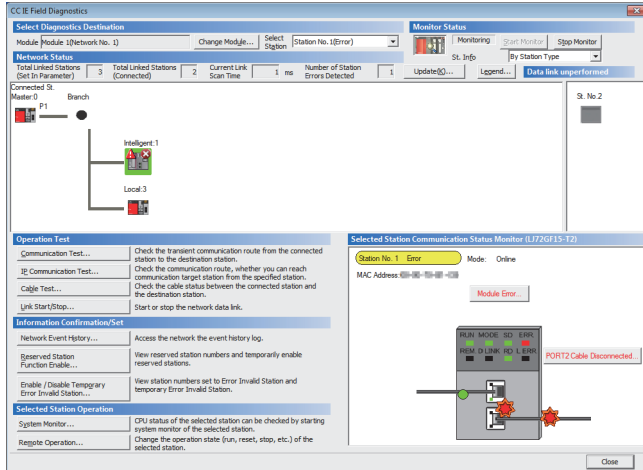 CC IE Field Diagnostics
Select Diagnostics Destination
Module Module 1(Network No. 1)
Change Module...
Select Station
Station No.1(Error)
Monitor Status
Monitoring
Start Monitor
Stop Monitor
St. Info
By Station Type
Network Status
Total Linked Stations (Set In Parameter) 3
Total Linked Stations (Connected) 2
Current Link Scan Time 1 ms
Number of Station Errors Detected 1
Update(K)...
Legend...
Data link unperformed
Connected St.
Master:0 Branch
P1
St. No.2
Intelligent:1
Local:3
Operation Test
Communication Test...
Check the transient communication route from the connected
station to the destination station.
IP Communication Test...
Check the communication route, whether you can reach
communication target station from the specified station.
Cable Test...
Check the cable status between the connected station and
the destination station.
Link Start/Stop...
Start or stop the network data link.
Information Confirmation/Set
Network Event History...
Access the network the event history log.
Reserved Station
Function Enable...
View reserved station numbers and temporarily enable
reserved stations.
Enable / Disable Temporary
Error Invalid Station...
View station numbers set to Error Invalid Station and
temporary Error Invalid Station.
Selected Station Operation
System Monitor...
CPU status of the selected station can be checked by starting
system monitor of the selected station.
Remote Operation...
Change the operation state (run, reset, stop, etc.) of the
selected station.
Selected Station Communication Status Monitor (LJ72GF15-T2)
Station No. 1 Error
Mode: Online
MAC Address:
Module Error...
RUN MODE SD ERR.
REM D LINK RD L ERR
PORT2 Cable Disconnected...
Close